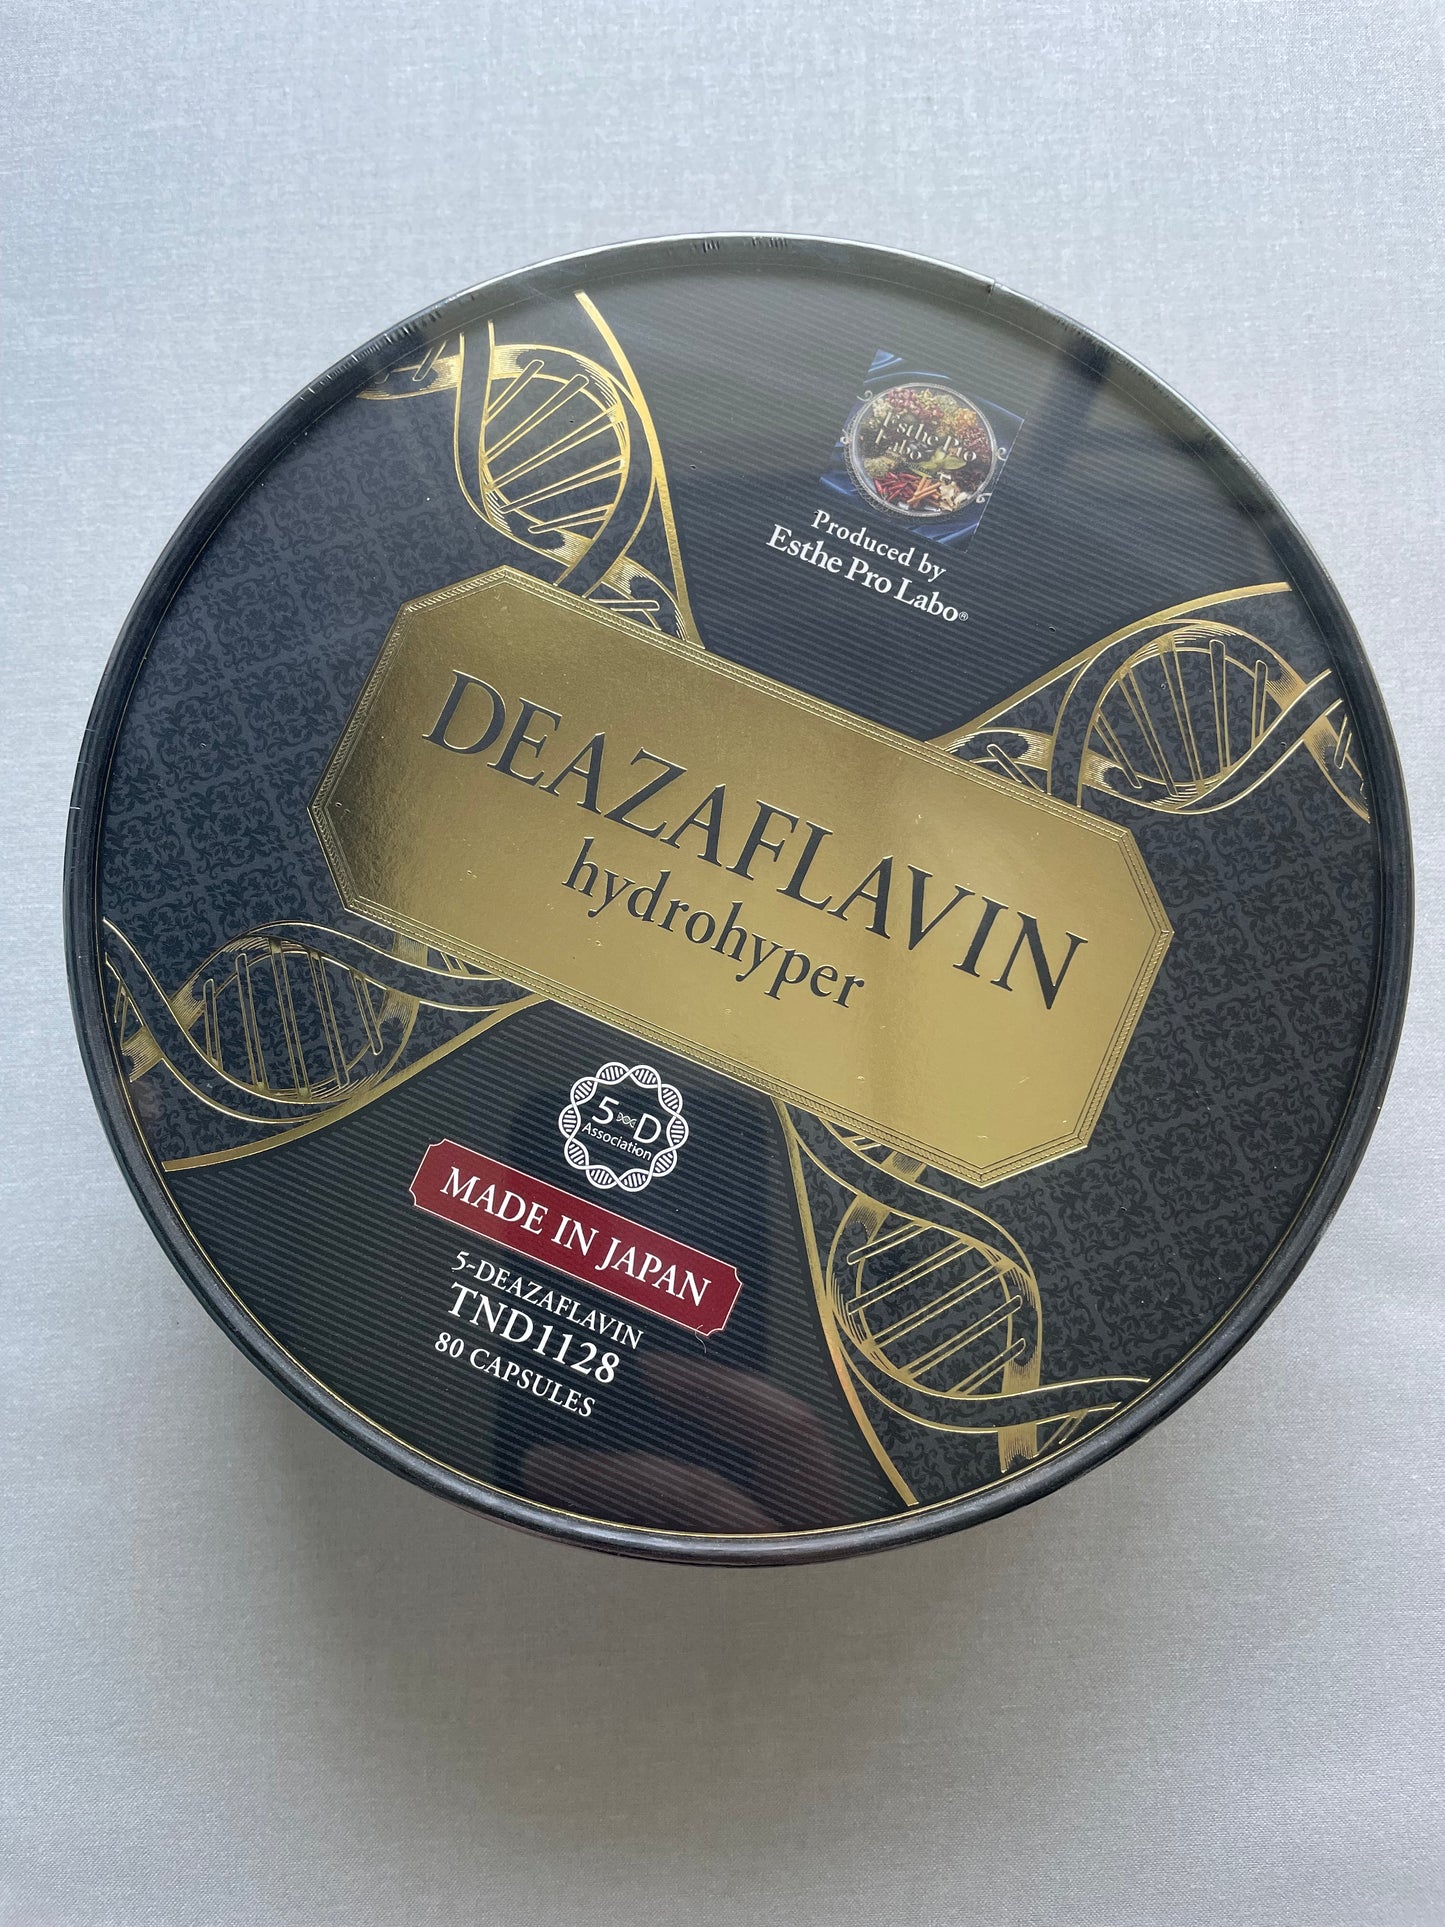 Esthe Pro
Labo
Produced by
Esthe Pro Labo®
DEAZAFLAVIN
hydrohyper
5 D
Association
MADE IN JAPAN
5-DEAZAFLAVIN
TND1128
80 CAPSULES